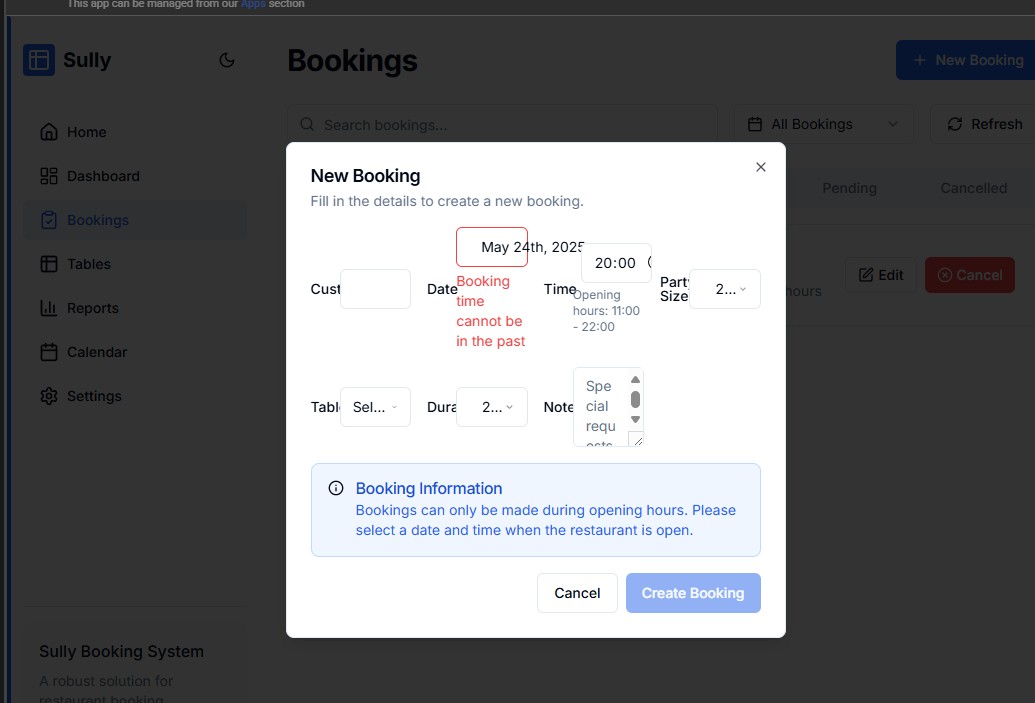 This app can be managed from our Apps section
Sully
Bookings
New Booking
Search bookings...
All Bookings
Refresh
Home
Dashboard
Bookings
Tables
Reports
Calendar
Settings
Pending
Cancelled
hours
Edit
Cancel
New Booking
Fill in the details to create a new booking.
Cust
Date
May 24th, 2025
Booking
time
cannot be
in the past
Time
20:00
Opening
hours: 11:00
- 22:00
Party
Size
2...
Tabl
Sel...
Dura
2...
Note
Spe
cial
requ
ests
Booking Information
Bookings can only be made during opening hours. Please
select a date and time when the restaurant is open.
Cancel
Create Booking
Sully Booking System
A robust solution for
restaurant booking